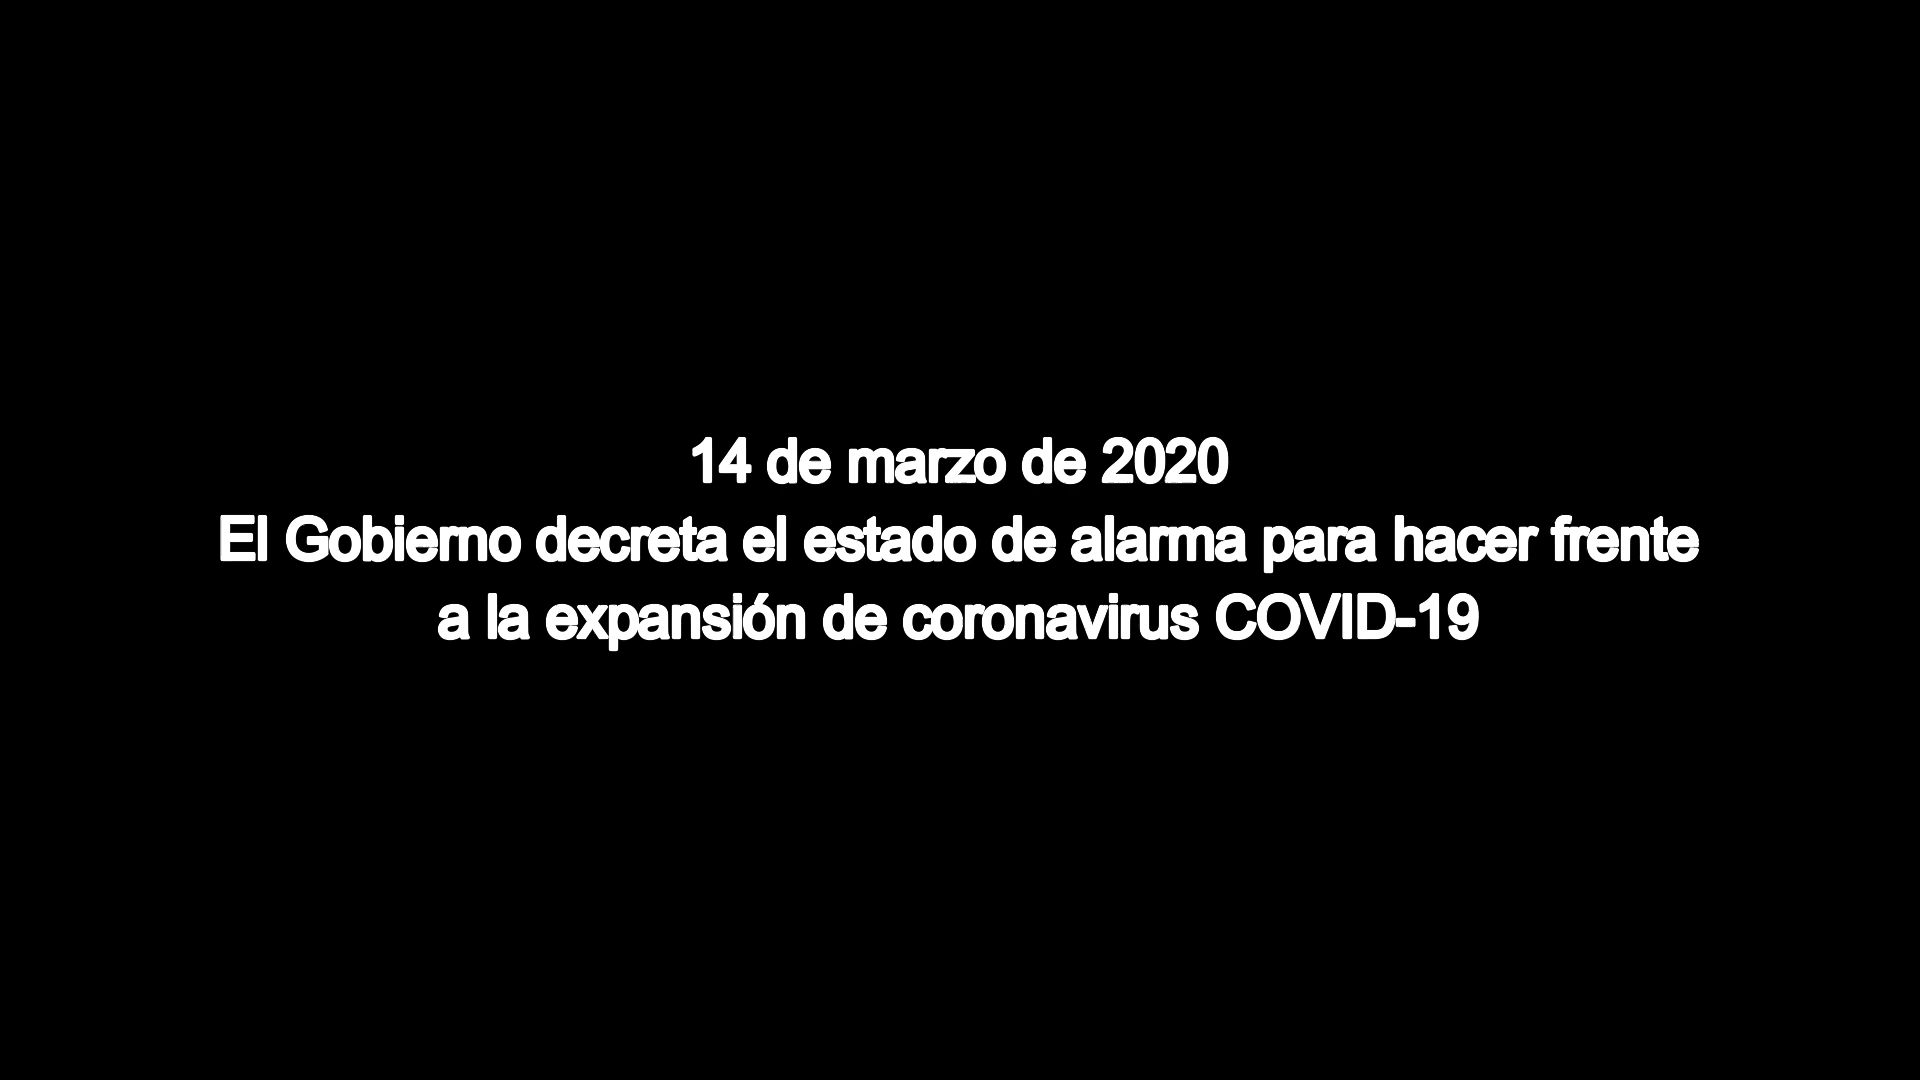 14 de marzo de 2020
El Gobierno decreta el estado de alarma para hacer frente
a la expansión de coronavirus COVID-19